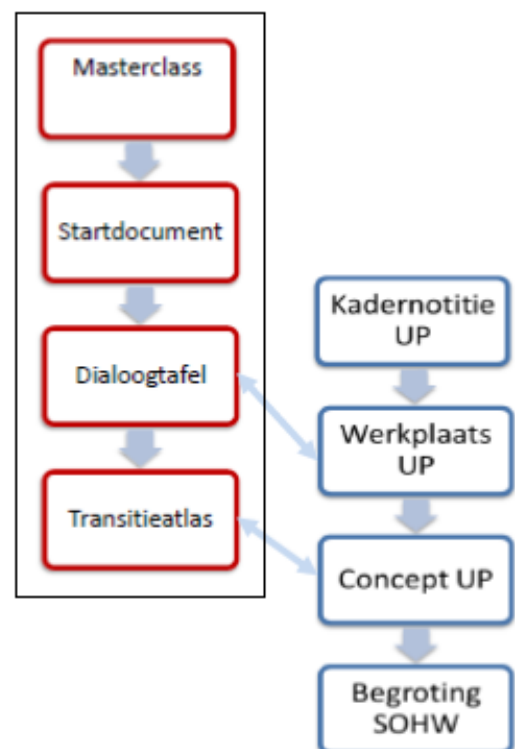 Masterclass
Startdocument
Dialoogtafel
Transitieatlas
Kadernotitie
UP
Werkplaats
UP
Concept UP
Begroting
SOHW